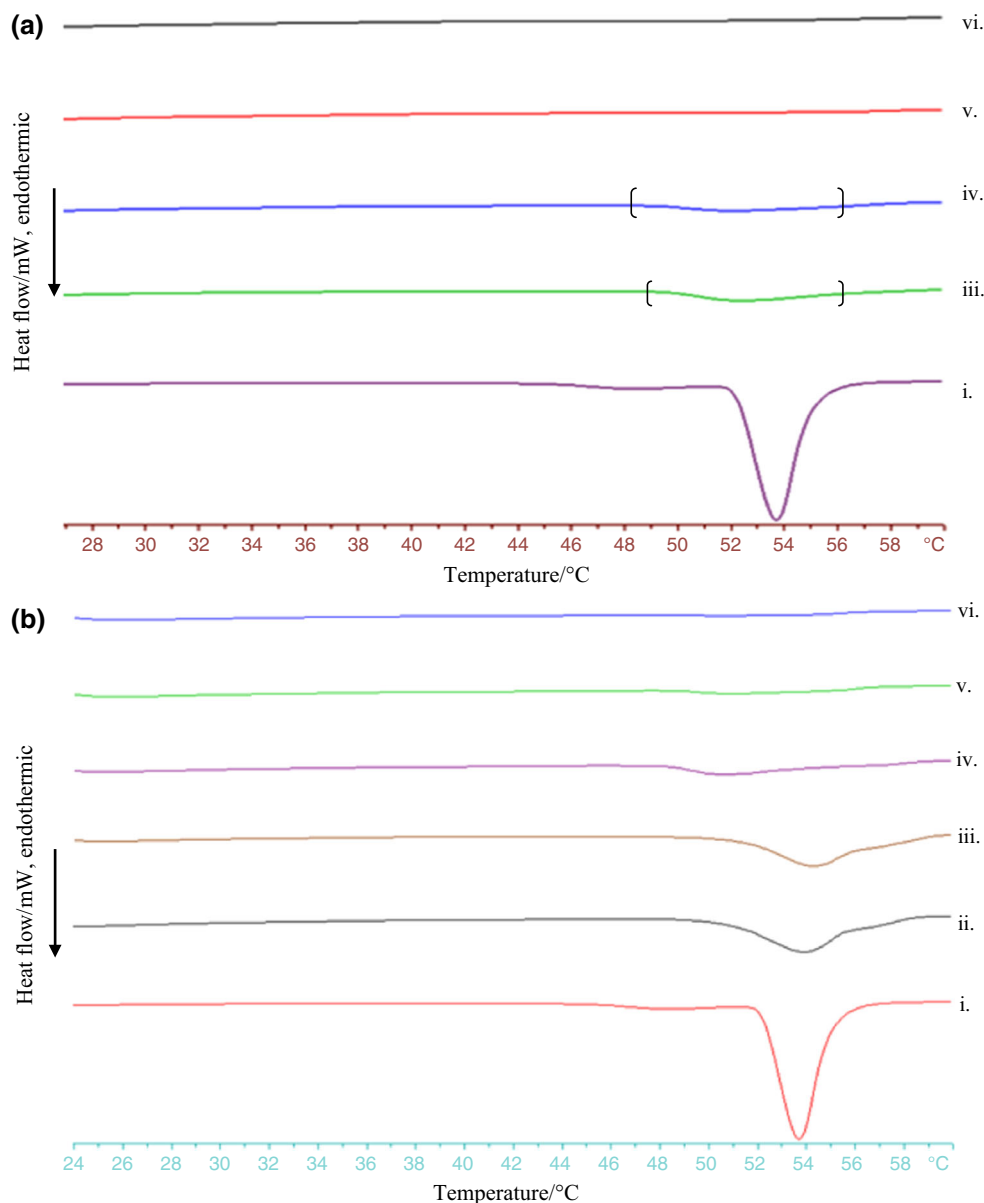 (a)
vi.
v.
iv.
iii.
i.
Heat flow/mW, endothermic
28 30 32 34 36 38 40 42 44 46 48 50 52 54 56 58 °C
Temperature/°C
(b)
vi.
v.
iv.
iii.
ii.
i.
Heat flow/mW, endothermic
24 26 28 30 32 34 36 38 40 42 44 46 48 50 52 54 56 58 °C
Temperature/°C